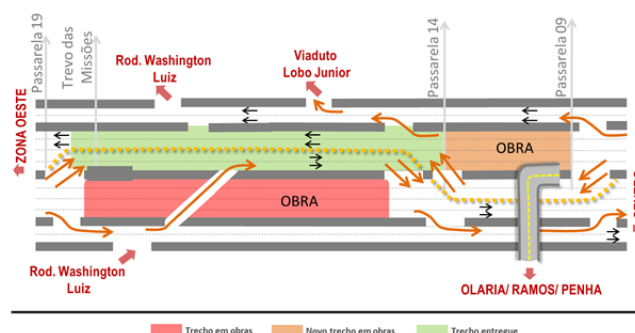 Passarela 19
Trevo das
Missões
Rod. Washington
Luiz
Viaduto
Lobo Junior
Passarela 14
Passarela 09
ZONA OESTE
OBRA
OBRA
CENTRO
Rod. Washington
Luiz
OLARIA/ RAMOS/ PENHA
Trecho em obras
Novo trecho em obras
Trecho entregue